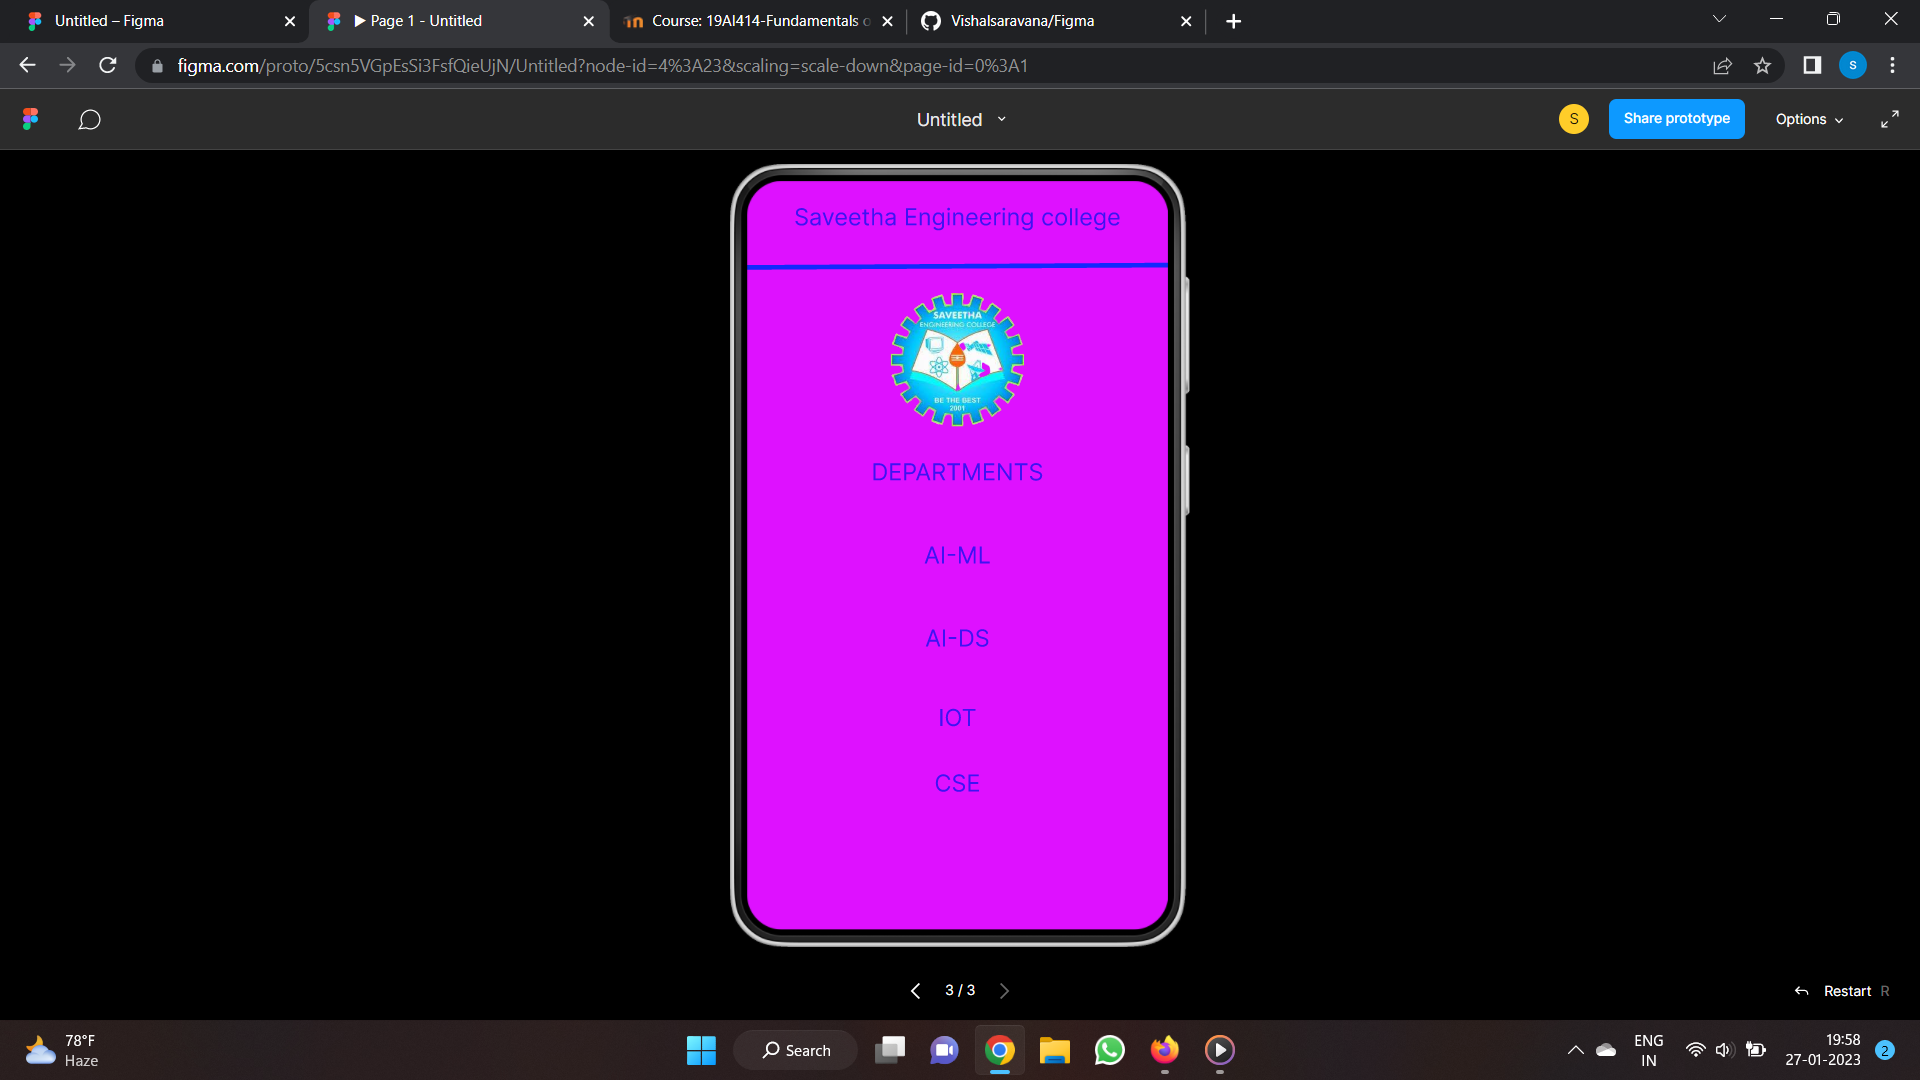 Untitled – Figma
Page 1 - Untitled
Course: 19AI414-Fundamentals o
Vishalsaravana/Figma
figma.com/proto/5csn5VGpEsSi3FsfQieUjN/Untitled?node-id=4%3A23&scaling=scale-down&page-id=0%3A1
s
Untitled
S
Share prototype
Options
Saveetha Engineering college
SAVEETHA
ENGINEERING COLLEGE
BE THE BEST
2001
DEPARTMENTS
AI-ML
AI-DS
IOT
CSE
3 / 3
Restart R
78°F
Haze
Search
ENG
IN
19:58
27-01-2023
2